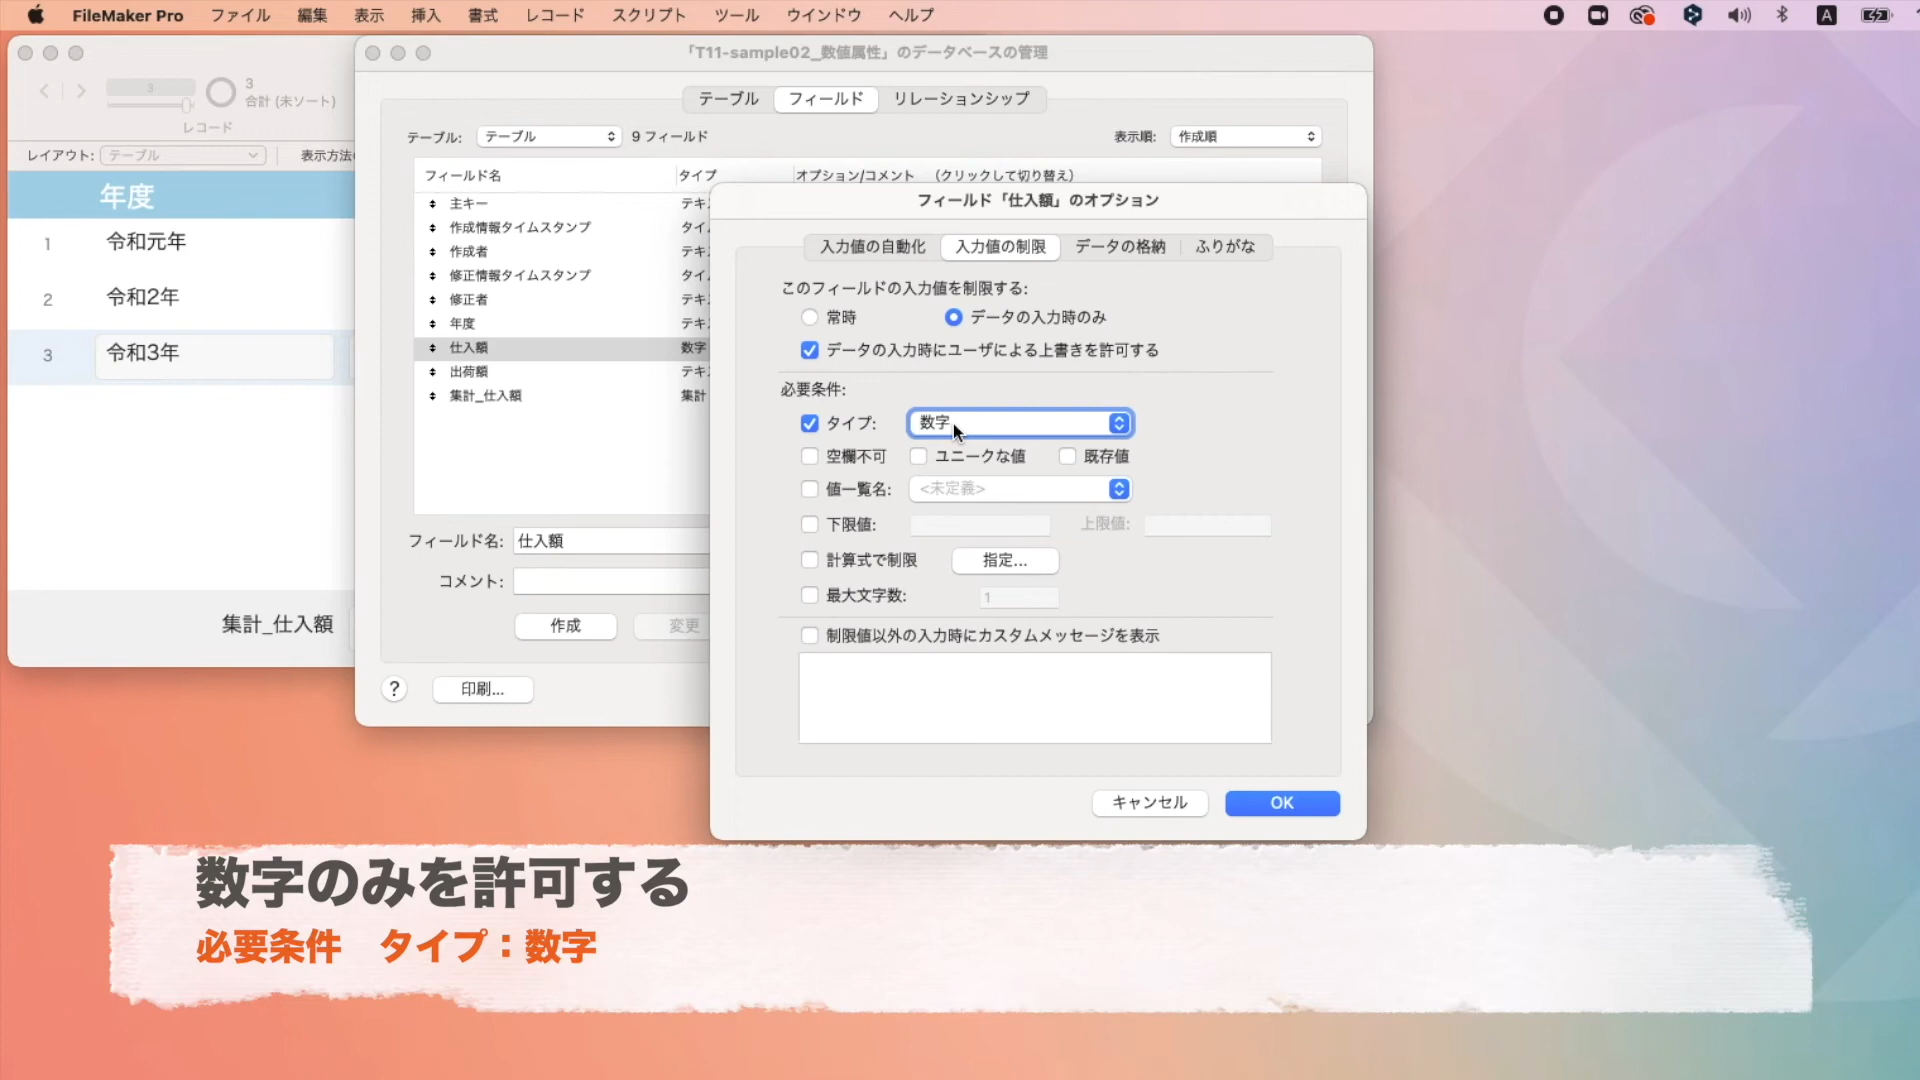 FileMaker Pro ファイル 編集 表示 挿入 書式 レコード スクリプト ツール ウインドウ ヘルプ A
「T11-sample02_数値属性」のデータベースの管理
3
3
合計 (未ソート)
レコード
レイアウト: テーブル
年度
1 令和元年
2 令和2年
3 令和3年
集計_仕入額
テーブル フィールド リレーションシップ
テーブル: テーブル 9 フィールド 表示順: 作成順
フィールド名 タイプ オプション/コメント (クリックして切り替え)
主キー
作成情報タイムスタンプ
作成者
修正情報タイムスタンプ
修正者
年度
仕入額 数字
出荷額
集計_仕入額 集計
フィールド名: 仕入額
コメント:
作成 変更
? 印刷...
フィールド「仕入額」のオプション
入力値の自動化 入力値の制限 データの格納 ふりがな
このフィールドの入力値を制限する:
常時 データの入力時のみ
データの入力時にユーザによる上書きを許可する
必要条件:
タイプ: 数字
空欄不可 ユニークな値 既存値
値一覧名: <未定義>
下限値: 上限値:
計算式で制限 指定...
最大文字数: 1
制限値以外の入力時にカスタムメッセージを表示
キャンセル OK
数字のみを許可する
必要条件 タイプ：数字